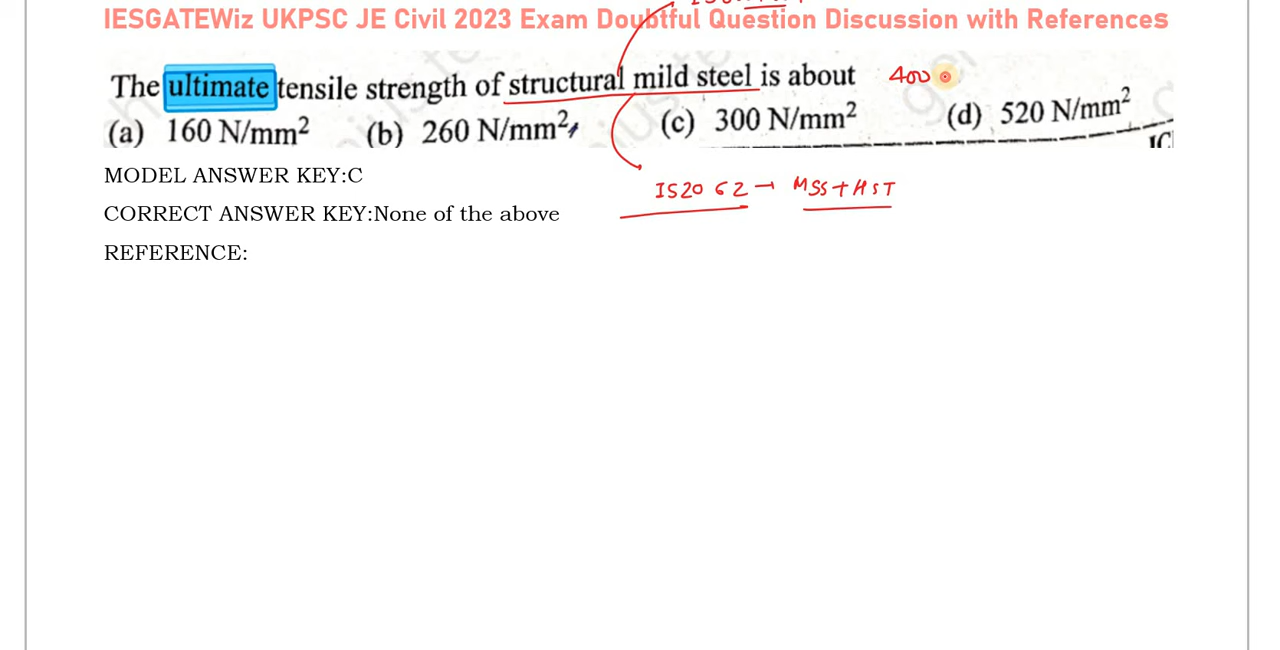 IESGATEWiz UKPSC JE Civil 2023 Exam Doubtful Question Discussion with References
The ultimate tensile strength of structural mild steel is about 400
(a) 160 N/mm² (b) 260 N/mm² (c) 300 N/mm² (d) 520 N/mm²
MODEL ANSWER KEY:C
IS2062 → MSS+HST
CORRECT ANSWER KEY:None of the above
REFERENCE: